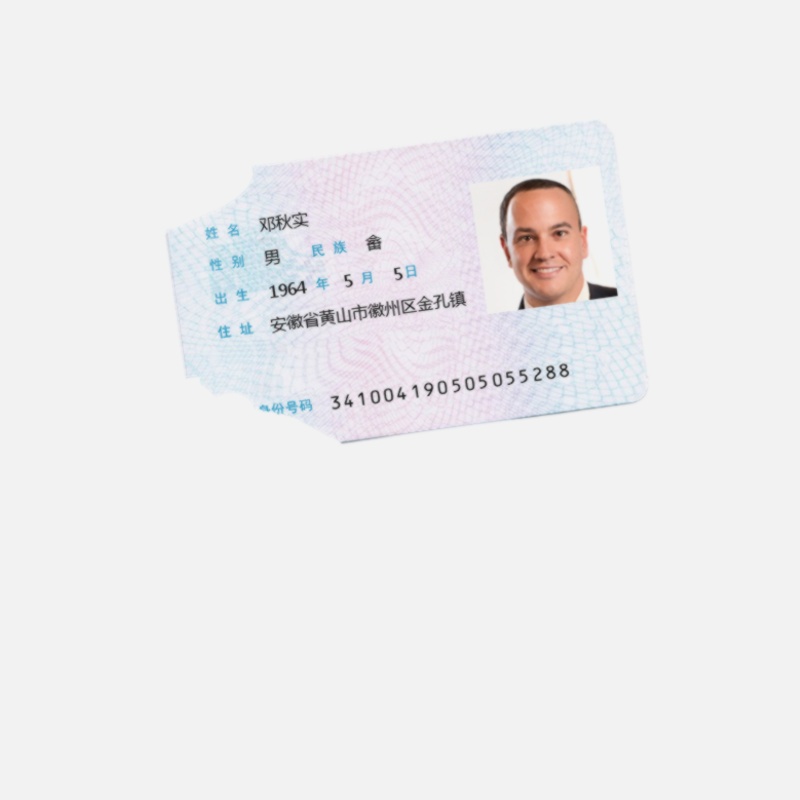 姓名 邓秋实
性别 男 民族 畲
出生 1964 年 5 月 5 日
住址 安徽省黄山市徽州区金孔镇
身份号码 341004190505055288